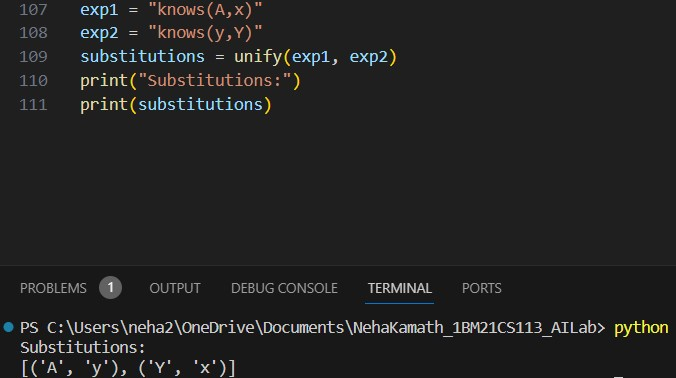 107 exp1 = "knows(A,x)"
108 exp2 = "knows(y,Y)"
109 substitutions = unify(exp1, exp2)
110 print("Substitutions:")
111 print(substitutions)
PROBLEMS 1 OUTPUT DEBUG CONSOLE TERMINAL PORTS
PS C:\Users\neha2\OneDrive\Documents\NehaKamath_1BM21CS113_AILab> python
Substitutions:
[('A', 'y'), ('Y', 'x')]